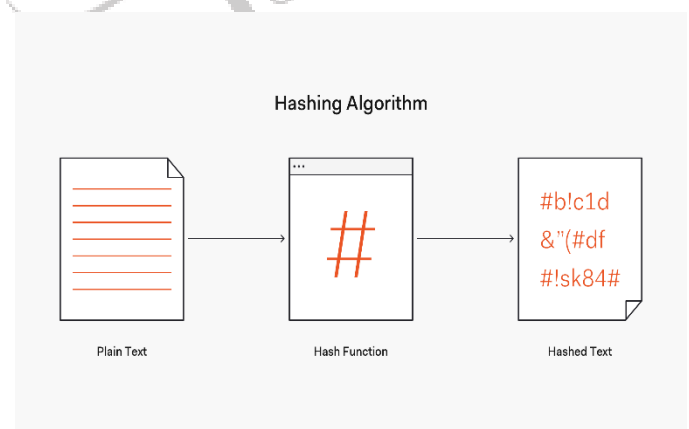 Hashing Algorithm
#
#b!c1d
&"(#df
#!sk84#
Plain Text
Hash Function
Hashed Text